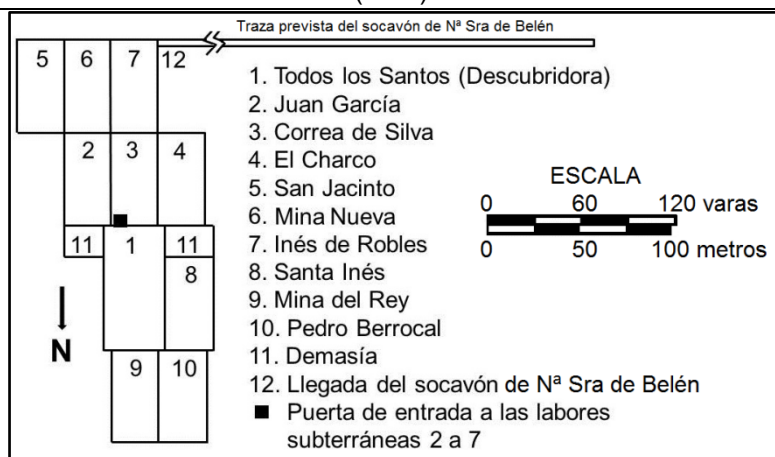 Traza prevista del socavón de Nª Sra de Belén
5 6 7 12
2 3 4
11 1 11
8
9 10
N
1. Todos los Santos (Descubridora)
2. Juan García
3. Correa de Silva
4. El Charco
5. San Jacinto
6. Mina Nueva
7. Inés de Robles
8. Santa Inés
9. Mina del Rey
10. Pedro Berrocal
11. Demasía
12. Llegada del socavón de Nª Sra de Belén
Puerta de entrada a las labores
subterráneas 2 a 7
ESCALA
0 60 120 varas
0 50 100 metros